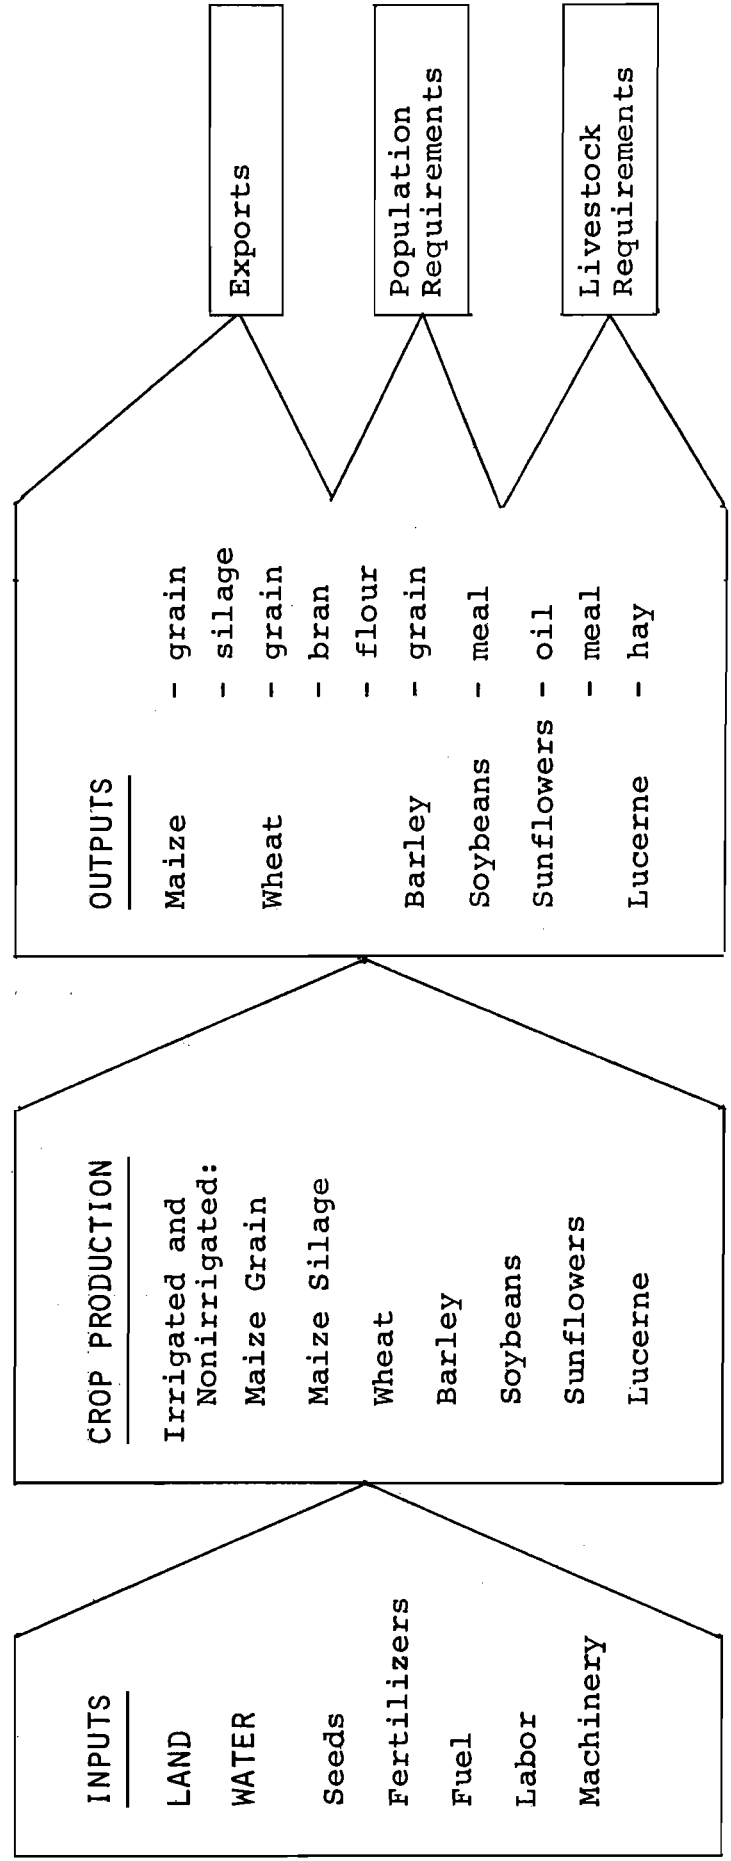 INPUTS
LAND
WATER
Seeds
Fertilizers
Fuel
Labor
Machinery
CROP PRODUCTION
Irrigated and
Nonirrigated:
Maize Grain
Maize Silage
Wheat
Barley
Soybeans
Sunflowers
Lucerne
OUTPUTS
Maize - grain
- silage
Wheat - grain
- bran
- flour
Barley - grain
Soybeans - meal
Sunflowers - oil
- meal
Lucerne - hay
Exports
Population
Requirements
Livestock
Requirements